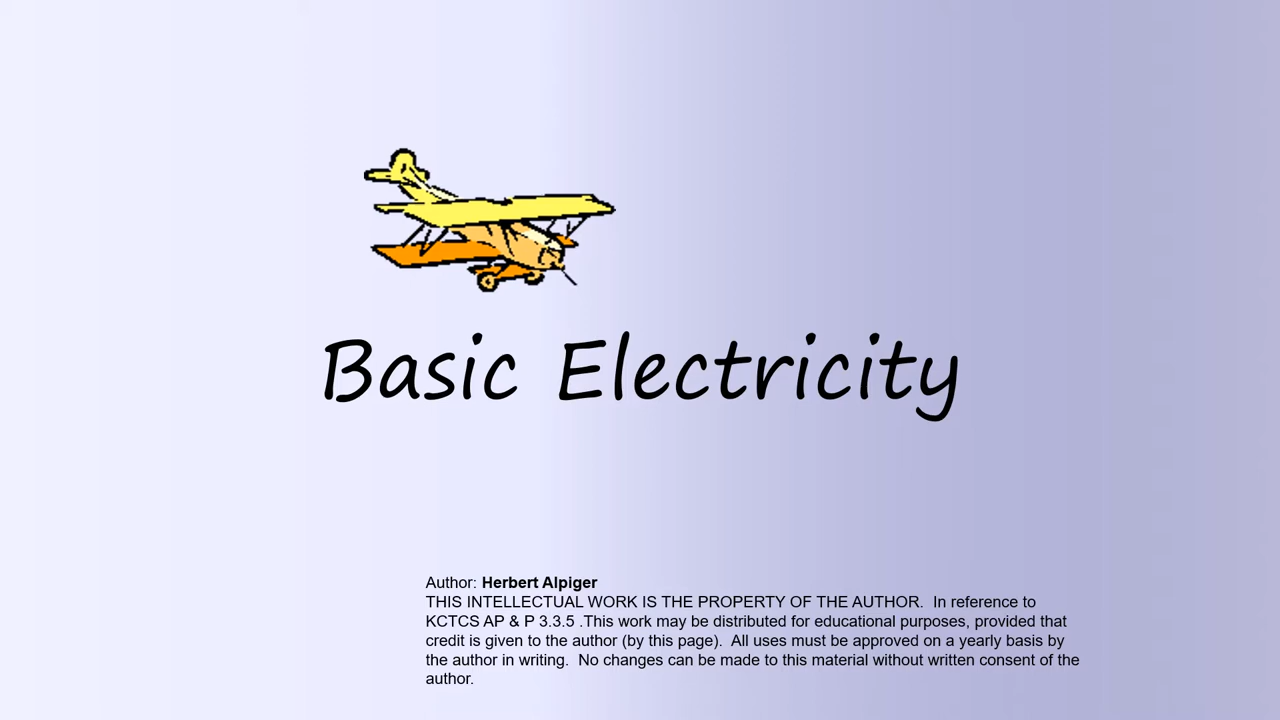 Basic Electricity
Author: Herbert Alpiger
THIS INTELLECTUAL WORK IS THE PROPERTY OF THE AUTHOR.  In reference to
KCTCS AP & P 3.3.5 .This work may be distributed for educational purposes, provided that
credit is given to the author (by this page).  All uses must be approved on a yearly basis by
the author in writing.  No changes can be made to this material without written consent of the
author.